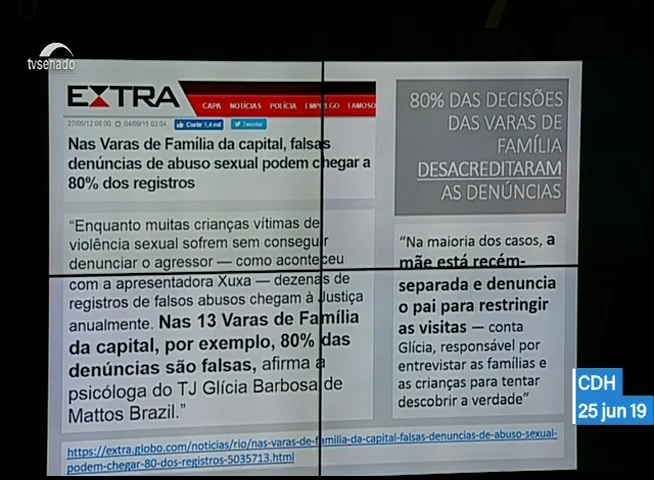 tvsenado
EXTRA
CAPA NOTÍCIAS POLÍCIA EMPREGO FAMOSO
27/05/12 08:00 04/09/15 02:04 Curtir 1,4 mil Tweetar
Nas Varas de Família da capital, falsas
denúncias de abuso sexual podem chegar a
80% dos registros
80% DAS DECISÕES
DAS VARAS DE
FAMÍLIA
DESACREDITARAM
AS DENÚNCIAS
“Enquanto muitas crianças vítimas de
violência sexual sofrem sem conseguir
denunciar o agressor — como aconteceu
com a apresentadora Xuxa — dezenas de
registros de falsos abusos chegam à Justiça
anualmente. Nas 13 Varas de Família
da capital, por exemplo, 80% das
denúncias são falsas, afirma a
psicóloga do TJ Glícia Barbosa de
Mattos Brazil.”
“Na maioria dos casos, a
mãe está recém-
separada e denuncia
o pai para restringir
as visitas — conta
Glícia, responsável por
entrevistar as famílias e
as crianças para tentar
descobrir a verdade”
https://extra.globo.com/noticias/rio/nas-varas-de-familia-da-capital-falsas-denuncias-de-abuso-sexual-
podem-chegar-80-dos-registros-5035713.html
CDH
25 jun 19